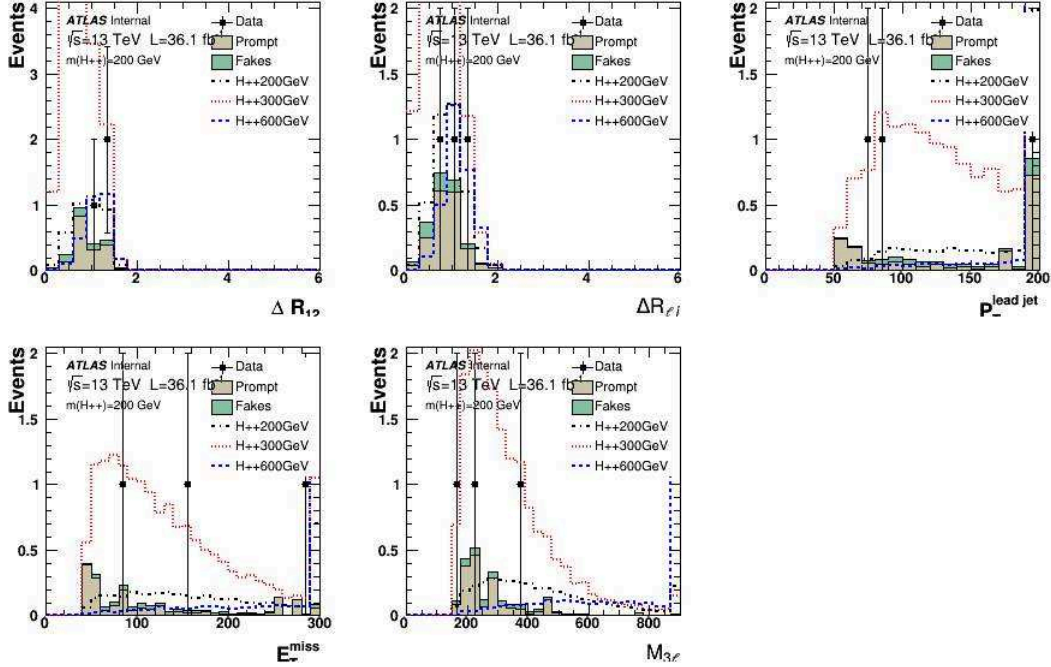 Events
4
3
2
1
0
0 2 4 6
ATLAS Internal
√s=13 TeV L=36.1 fb
m(H++)=200 GeV
Data
Prompt
Fakes
H++200GeV
H++300GeV
H++600GeV
Δ R
Events
2
1.5
1
0.5
0
0 2 4 6
ATLAS Internal
√s=13 TeV L=36.1 fb
m(H++)=200 GeV
Data
Prompt
Fakes
H++200GeV
H++300GeV
H++600GeV
ΔR
Events
2
1.5
1
0.5
0
0 50 100 150 200
ATLAS Internal
√s=13 TeV L=36.1 fb
m(H++)=200 GeV
Data
Prompt
Fakes
H++200GeV
H++300GeV
H++600GeV
P lead jet
Events
2
1.5
1
0.5
0
0 100 200 300
ATLAS Internal
√s=13 TeV L=36.1 fb
m(H++)=200 GeV
Data
Prompt
Fakes
H++200GeV
H++300GeV
H++600GeV
E miss
Events
2
1.5
1
0.5
0
200 400 600 800
ATLAS Internal
√s=13 TeV L=36.1 fb
m(H++)=200 GeV
Data
Prompt
Fakes
H++200GeV
H++300GeV
H++600GeV
M3ℓ